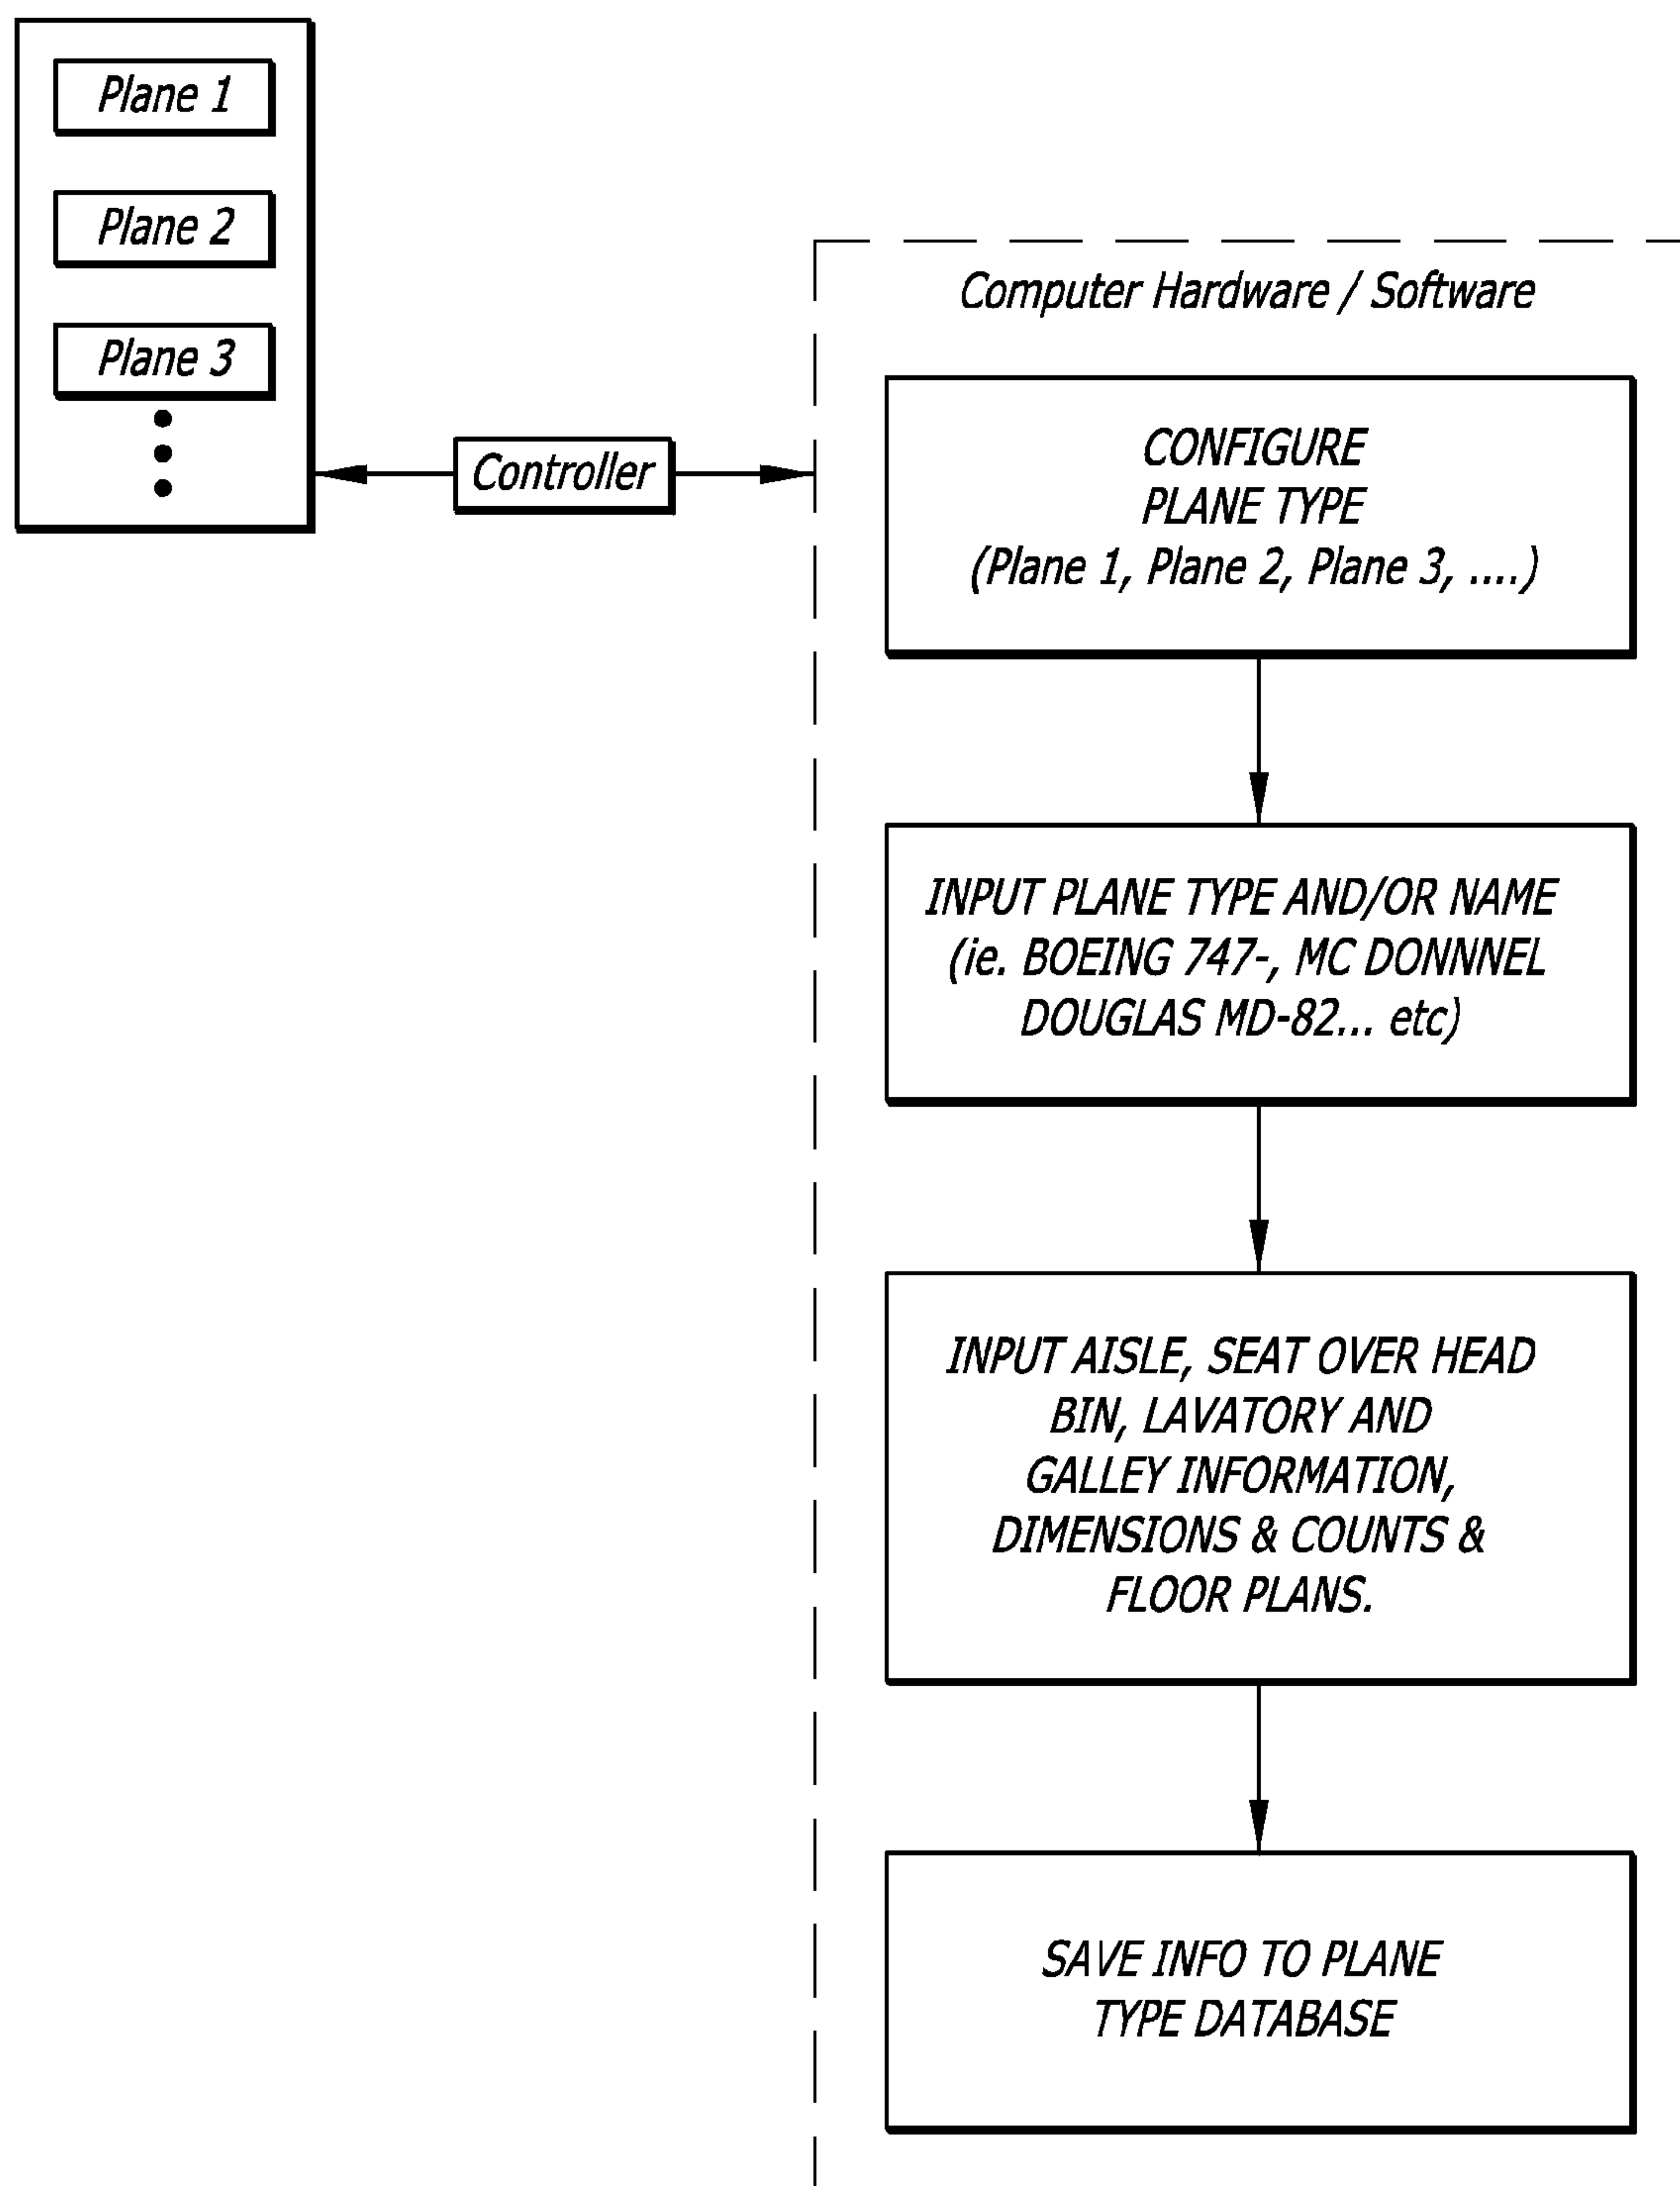 Plane 1
Plane 2
Plane 3
Controller
Computer Hardware / Software
CONFIGURE
PLANE TYPE
(Plane 1, Plane 2, Plane 3, ....)
INPUT PLANE TYPE AND/OR NAME
(ie. BOEING 747-, MC DONNNEL
DOUGLAS MD-82... etc)
INPUT AISLE, SEAT OVER HEAD
BIN, LAVATORY AND
GALLEY INFORMATION,
DIMENSIONS & COUNTS &
FLOOR PLANS.
SAVE INFO TO PLANE
TYPE DATABASE